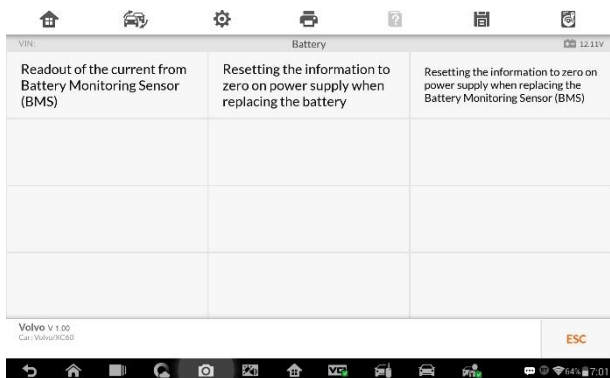 VIN:
Battery
12.11V
Readout of the current from
Battery Monitoring Sensor
(BMS)
Resetting the information to
zero on power supply when
replacing the battery
Resetting the information to zero on
power supply when replacing the
Battery Monitoring Sensor (BMS)
Volvo V 1.00
Car: Volvo/XC60
ESC
64% 7:01